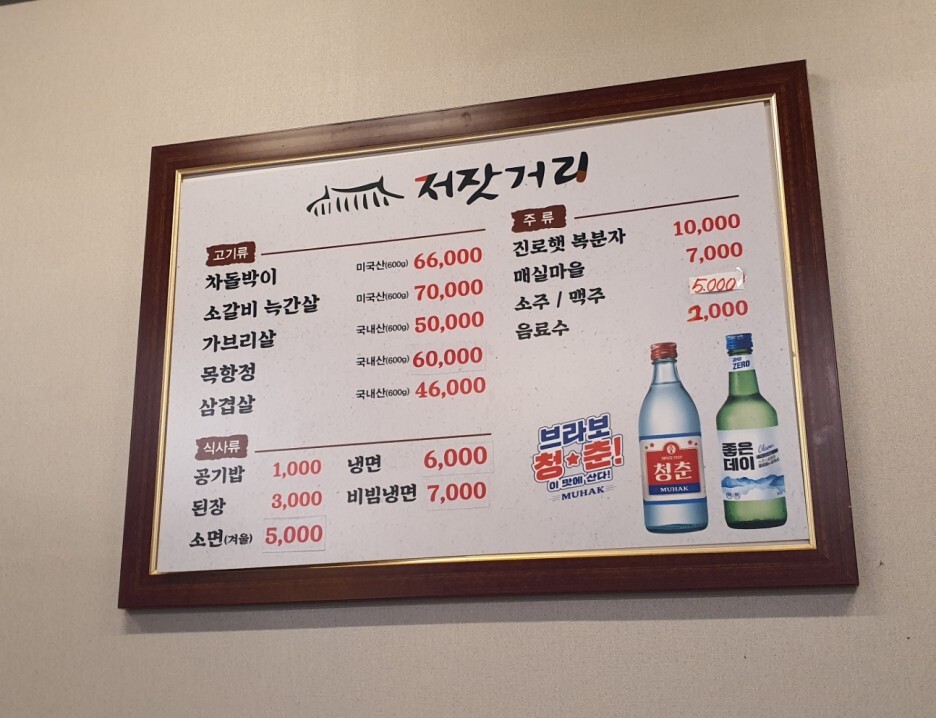 저잣거리
고기류
차돌박이 미국산(600g) 66,000
소갈비 늑간살 미국산(600g) 70,000
가브리살 국내산(600g) 50,000
목항정 국내산(600g) 60,000
삼겹살 국내산(600g) 46,000
식사류
공기밥 1,000
된장 3,000
소면(겨울) 5,000
냉면 6,000
비빔냉면 7,000
주류
진로햇 복분자 10,000
매실마을 7,000
소주 / 맥주 5.000
음료수 2,000
브라보
청★춘!
이 맛에 산다!
MUHAK
청춘
MUHAK
ZERO
좋은
데이